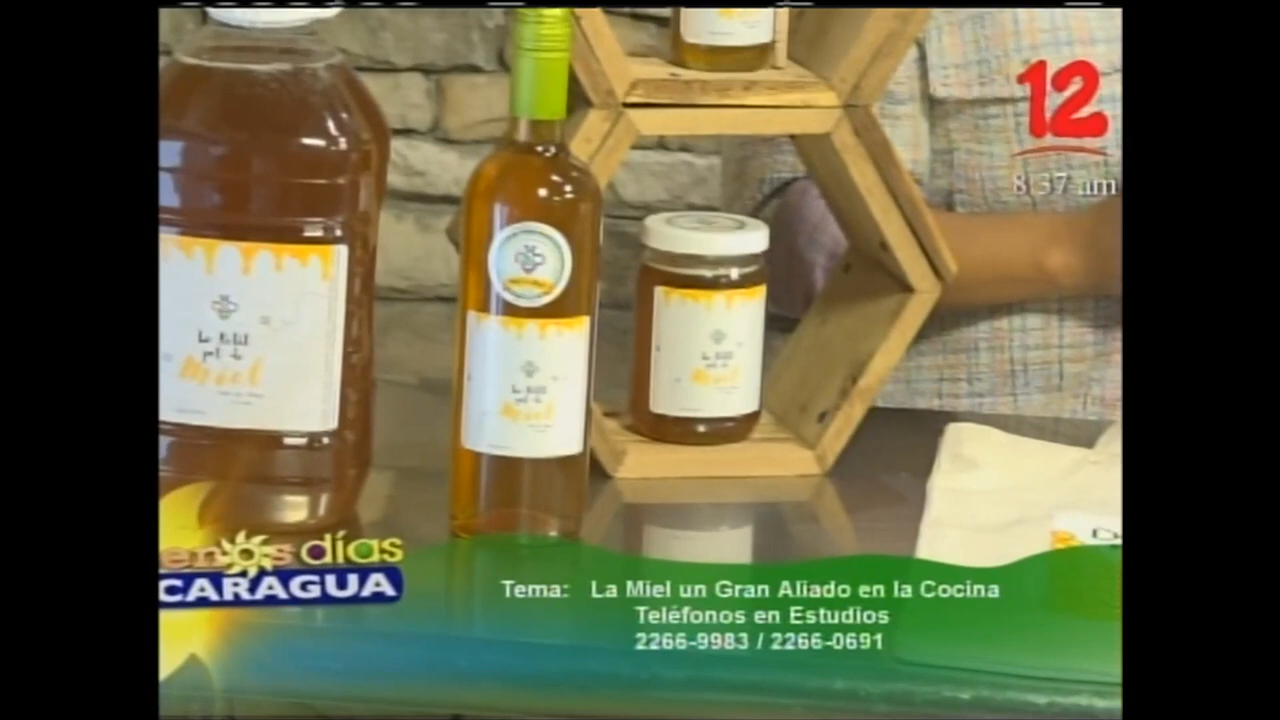 12
8:37 am
Miel
Miel
Miel
enos días
CARAGUA
Tema: La Miel un Gran Aliado en la Cocina
Teléfonos en Estudios
2266-9983 / 2266-0691